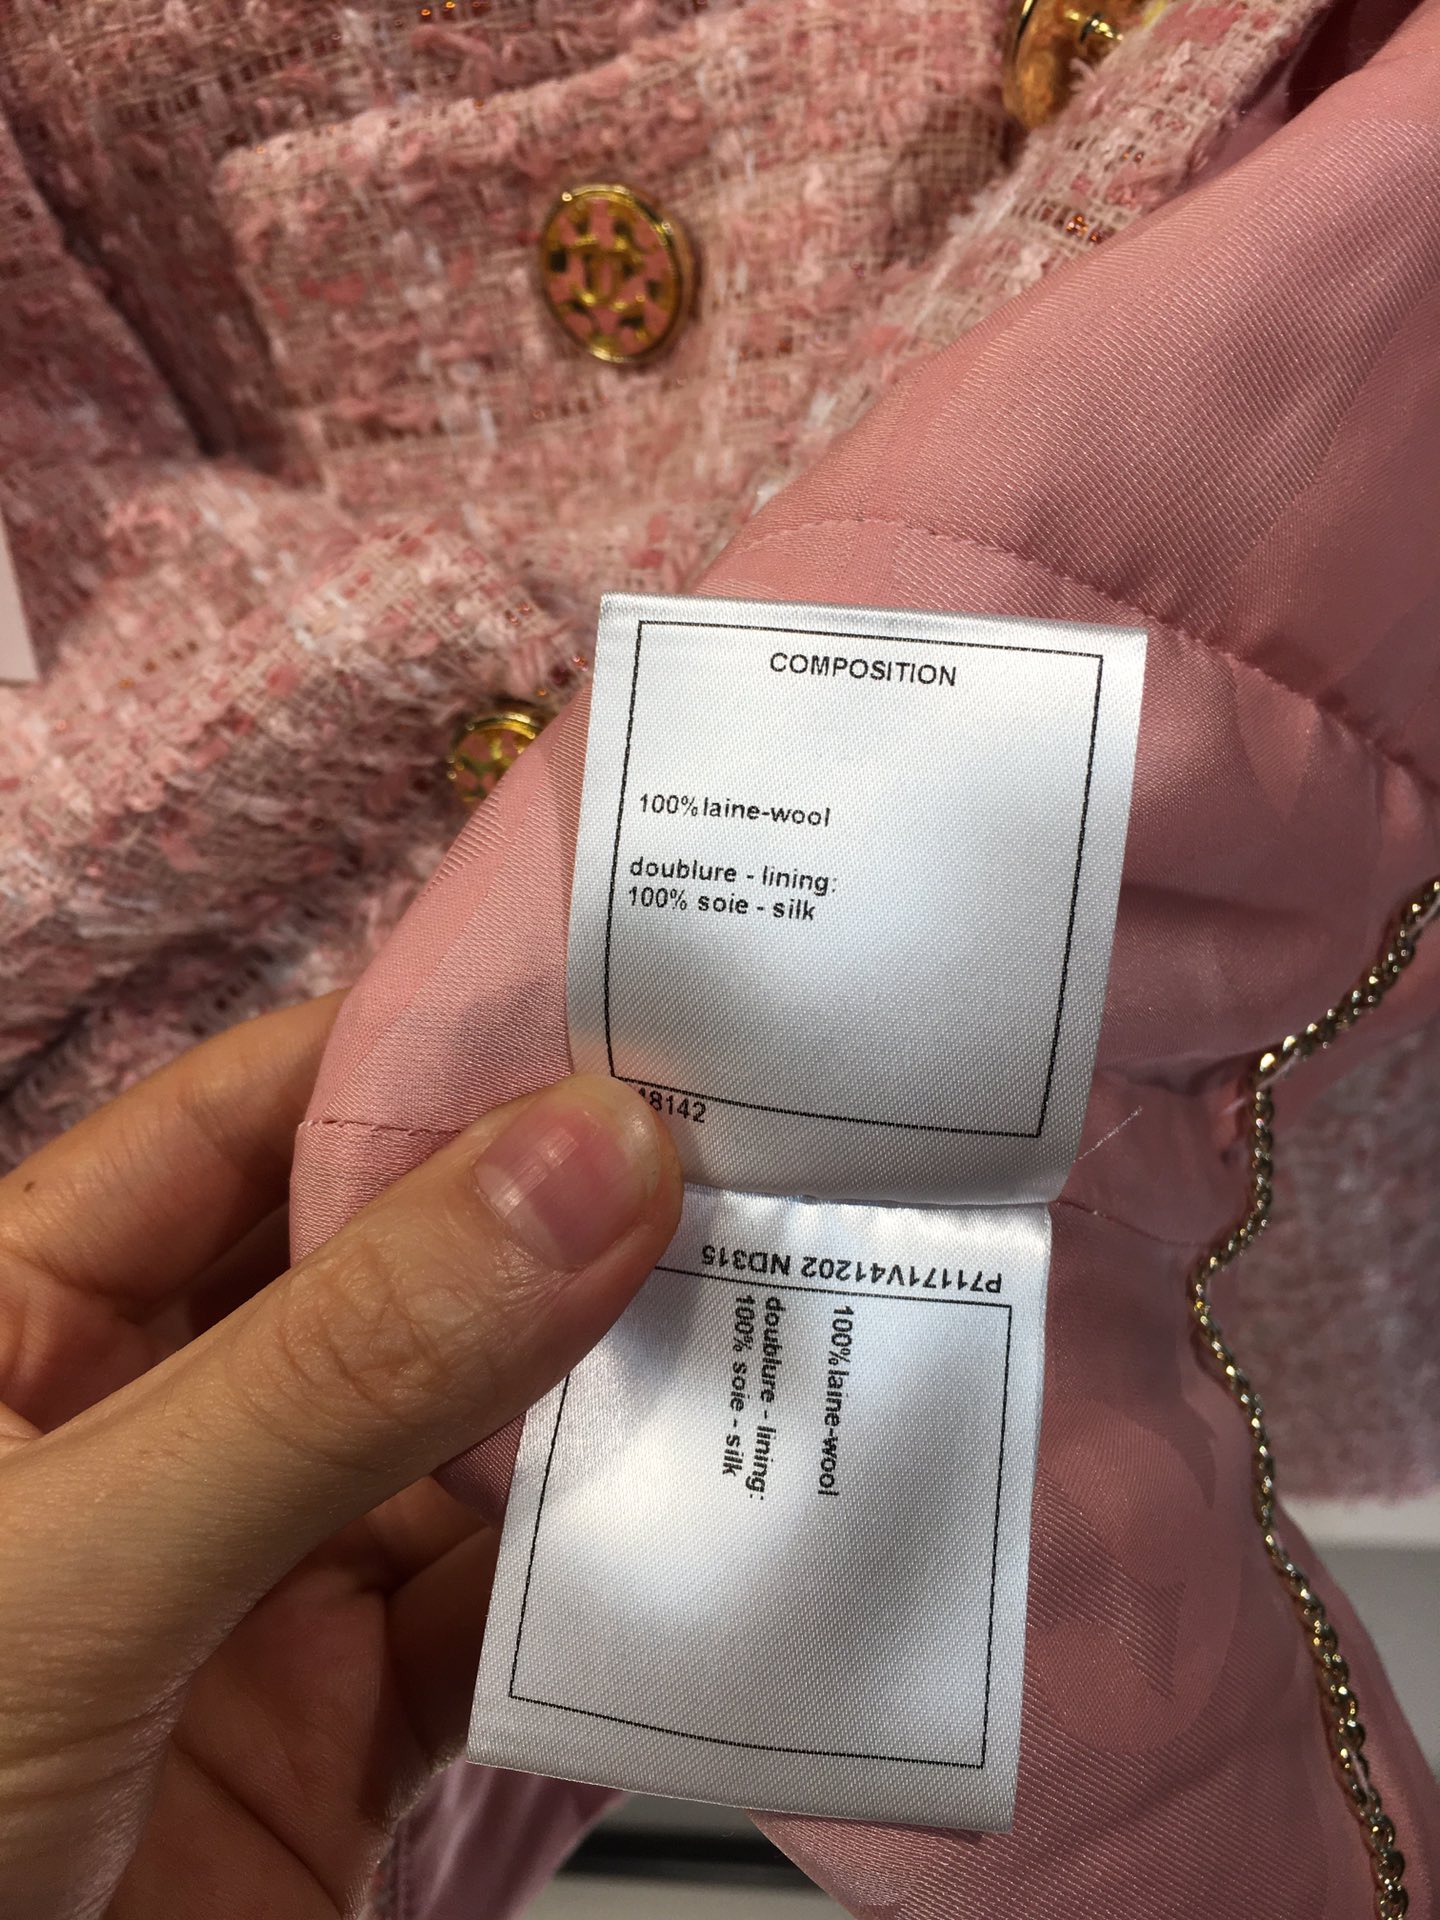 COMPOSITION
100%laine-wool
doublure - lining:
100% soie - silk
18142
P71171V41202 ND315
100%laine-wool
doublure - lining:
100% soie - silk